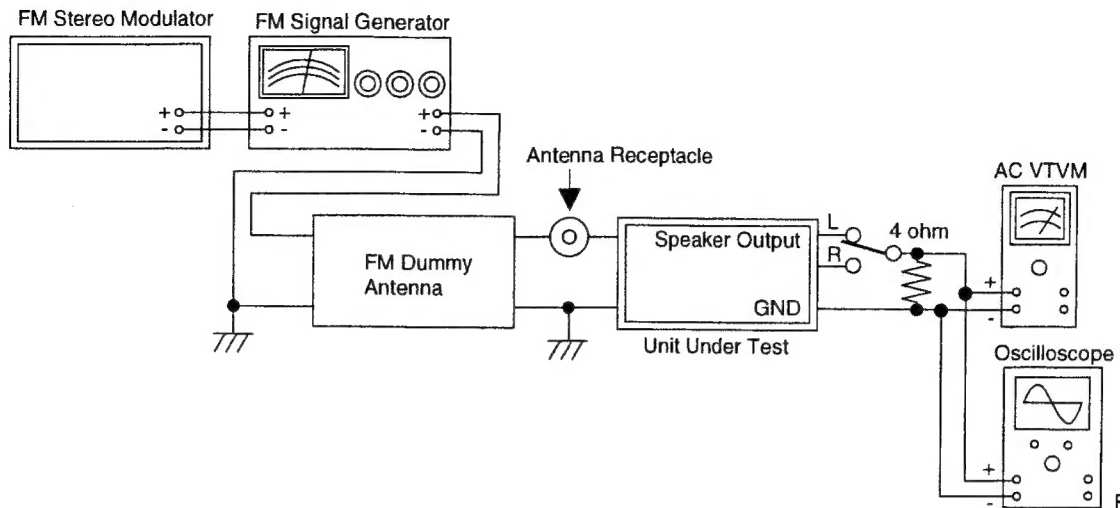 FM Stereo Modulator
FM Signal Generator
+
-
+
-
+
-
Antenna Receptacle
AC VTVM
FM Dummy
Antenna
Speaker Output
L
R
4 ohm
GND
+
-
Unit Under Test
Oscilloscope
+
-
F